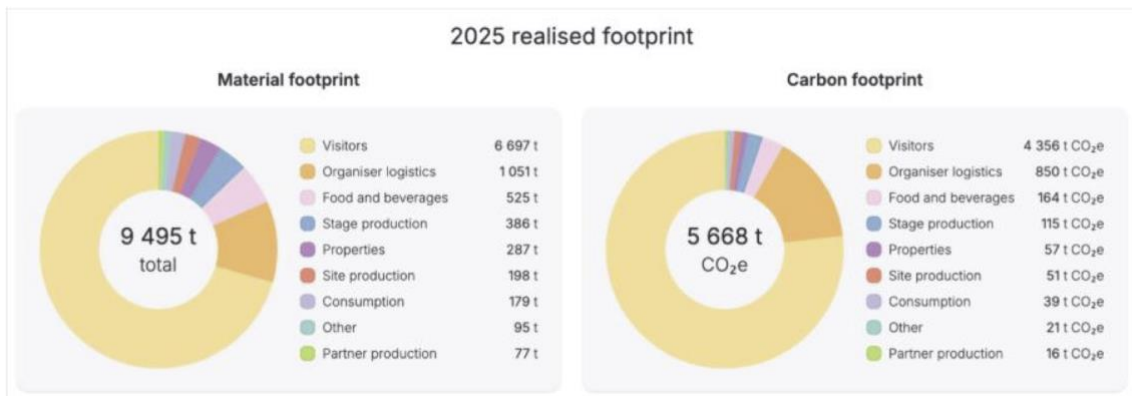 2025 realised footprint
Material footprint
9 495 t
total
Visitors 6 697 t
Organiser logistics 1 051 t
Food and beverages 525 t
Stage production 386 t
Properties 287 t
Site production 198 t
Consumption 179 t
Other 95 t
Partner production 77 t
Carbon footprint
5 668 t
CO₂e
Visitors 4 356 t CO₂e
Organiser logistics 850 t CO₂e
Food and beverages 164 t CO₂e
Stage production 115 t CO₂e
Properties 57 t CO₂e
Site production 51 t CO₂e
Consumption 39 t CO₂e
Other 21 t CO₂e
Partner production 16 t CO₂e